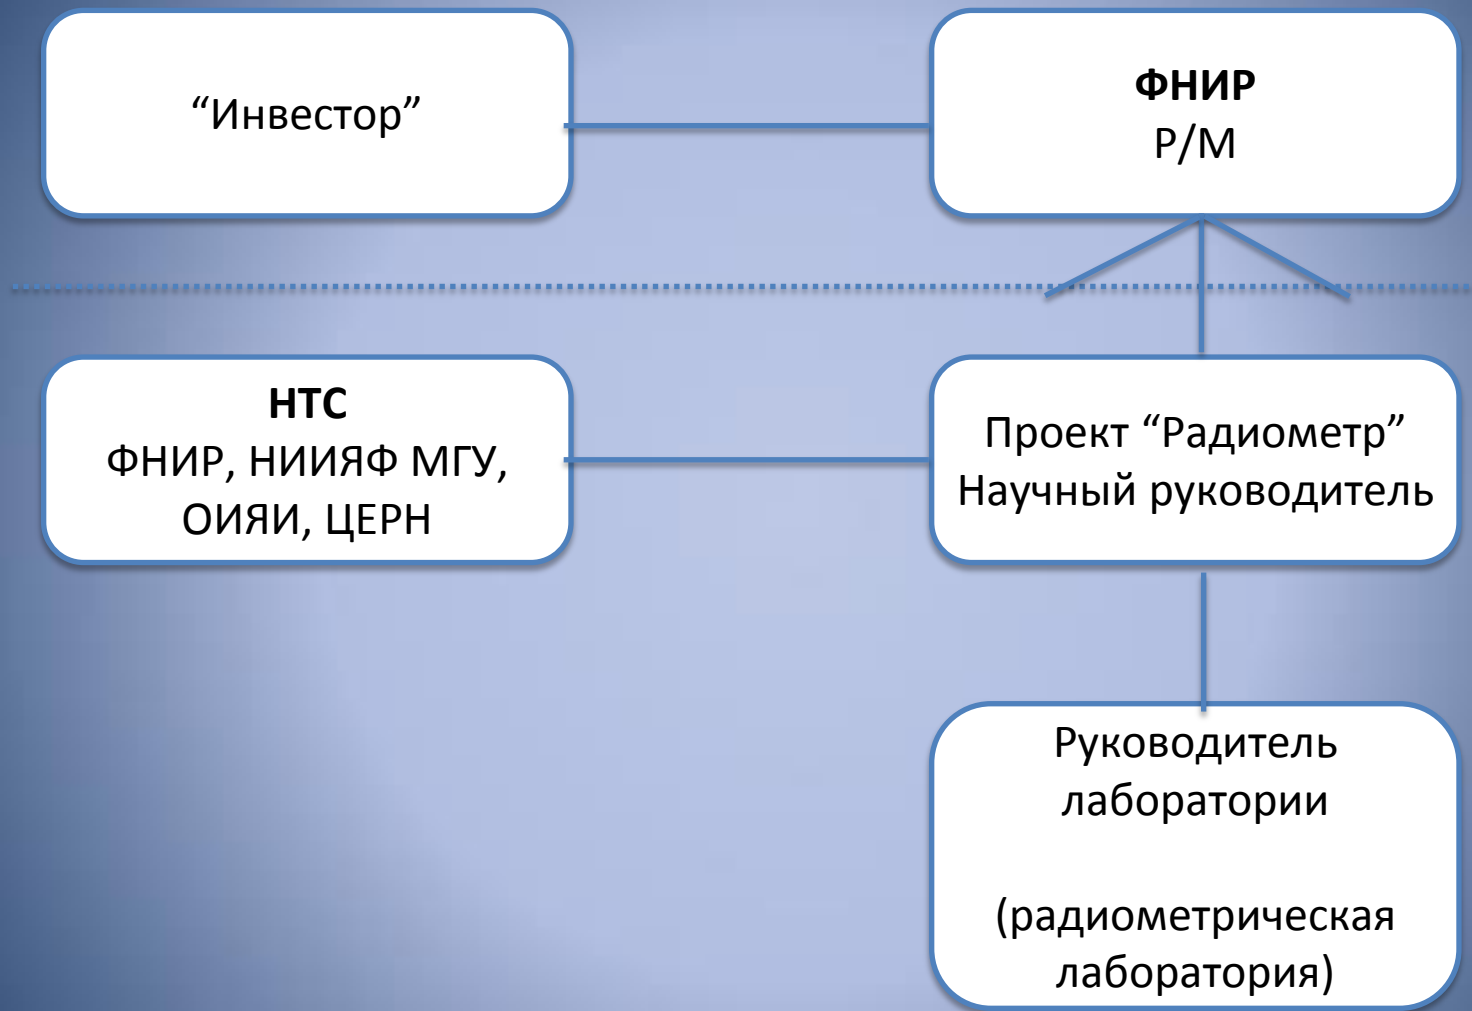 “Инвестор”
ФНИР
Р/М
НТС
ФНИР, НИИЯФ МГУ,
ОИЯИ, ЦЕРН
Проект “Радиометр”
Научный руководитель
Руководитель
лаборатории
(радиометрическая
лаборатория)